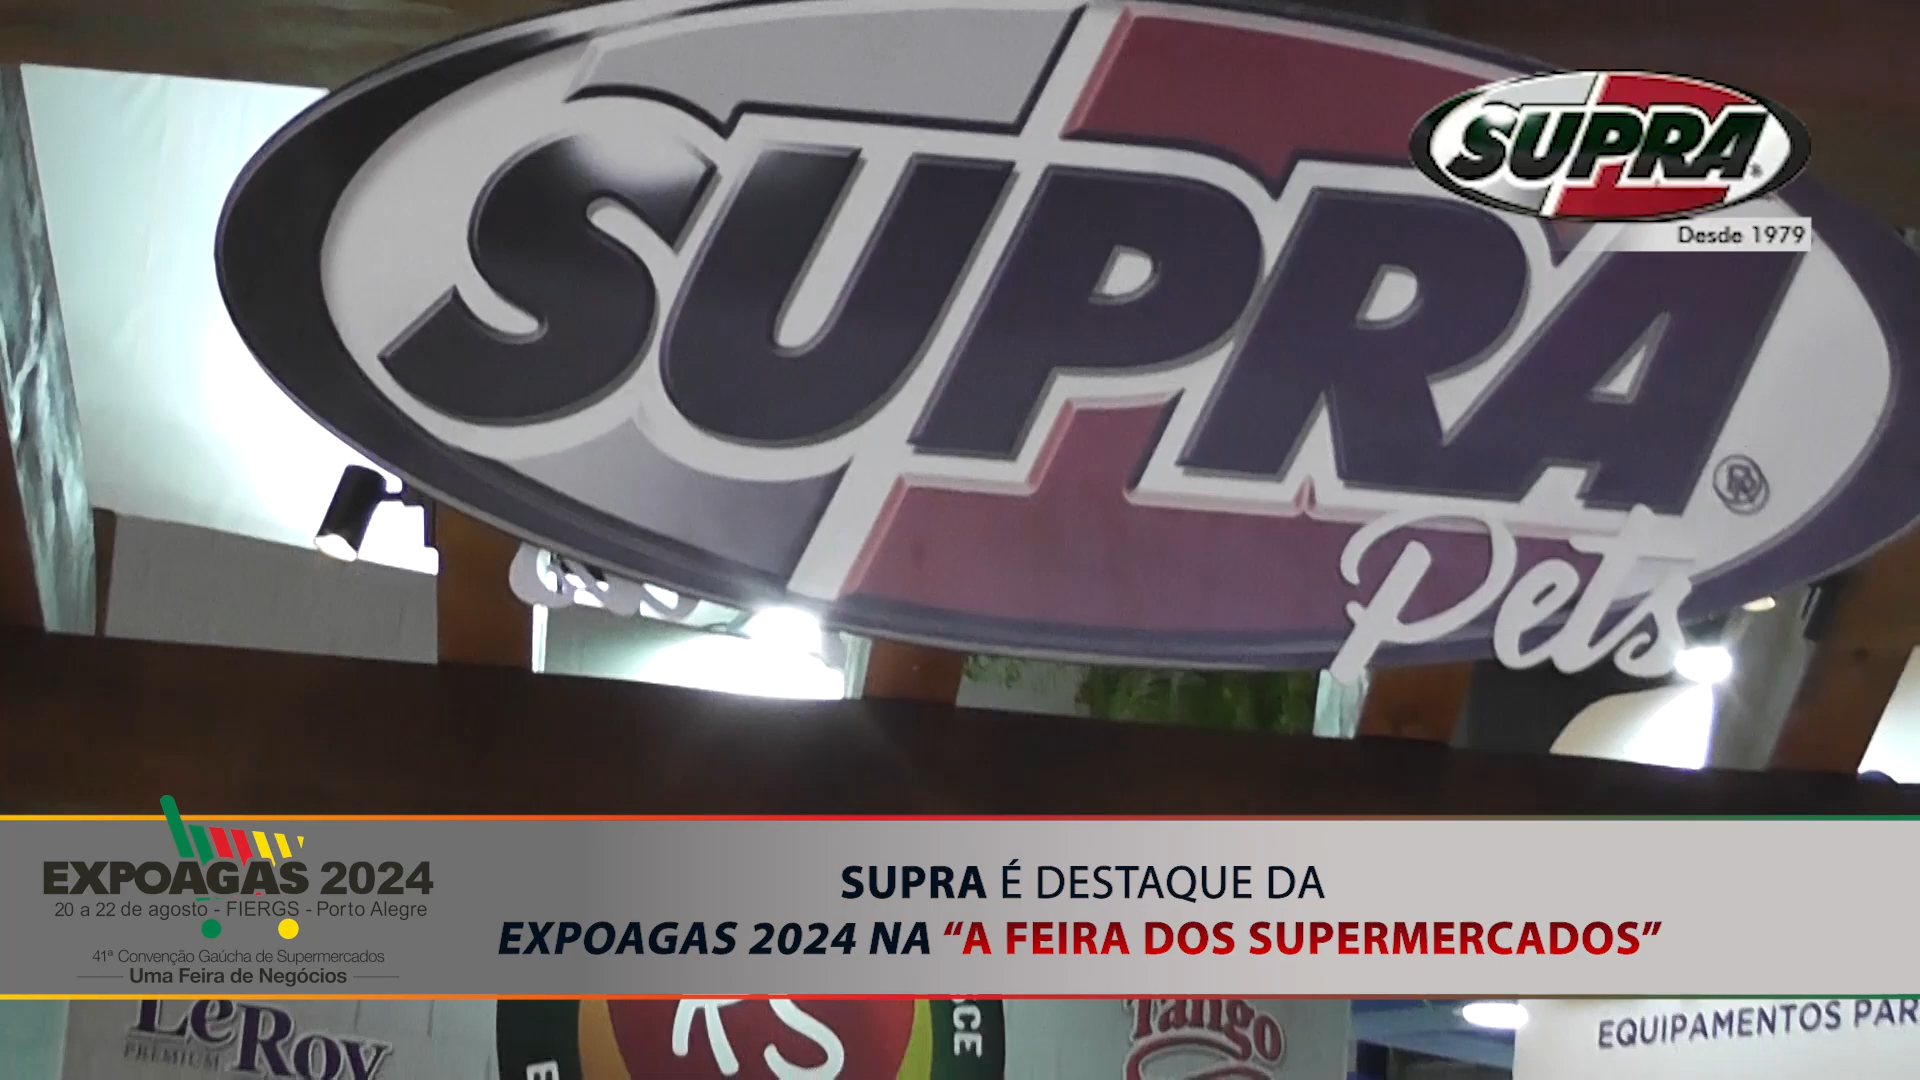 SUPRA
®
Pets
SUPRA
®
Desde 1979
EXPOAGAS 2024
20 a 22 de agosto - FIERGS - Porto Alegre
41ª Convenção Gaúcha de Supermercados
Uma Feira de Negócios
SUPRA É DESTAQUE DA
EXPOAGAS 2024 NA “A FEIRA DOS SUPERMERCADOS”
LeRoy
PREMIUM
Tango
EQUIPAMENTOS PAR